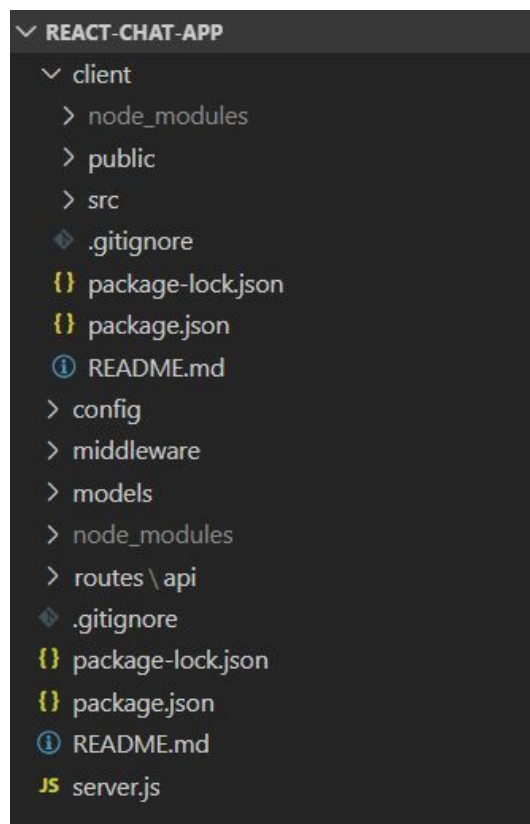 REACT-CHAT-APP
client
node_modules
public
src
.gitignore
{} package-lock.json
{} package.json
README.md
config
middleware
models
node_modules
routes \ api
.gitignore
{} package-lock.json
{} package.json
README.md
JS server.js